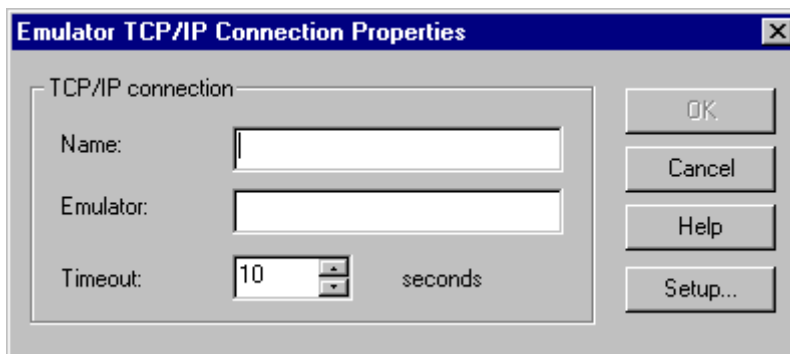 Emulator TCP/IP Connection Properties
TCP/IP connection
Name:
Emulator:
Timeout: 10 seconds
OK
Cancel
Help
Setup...